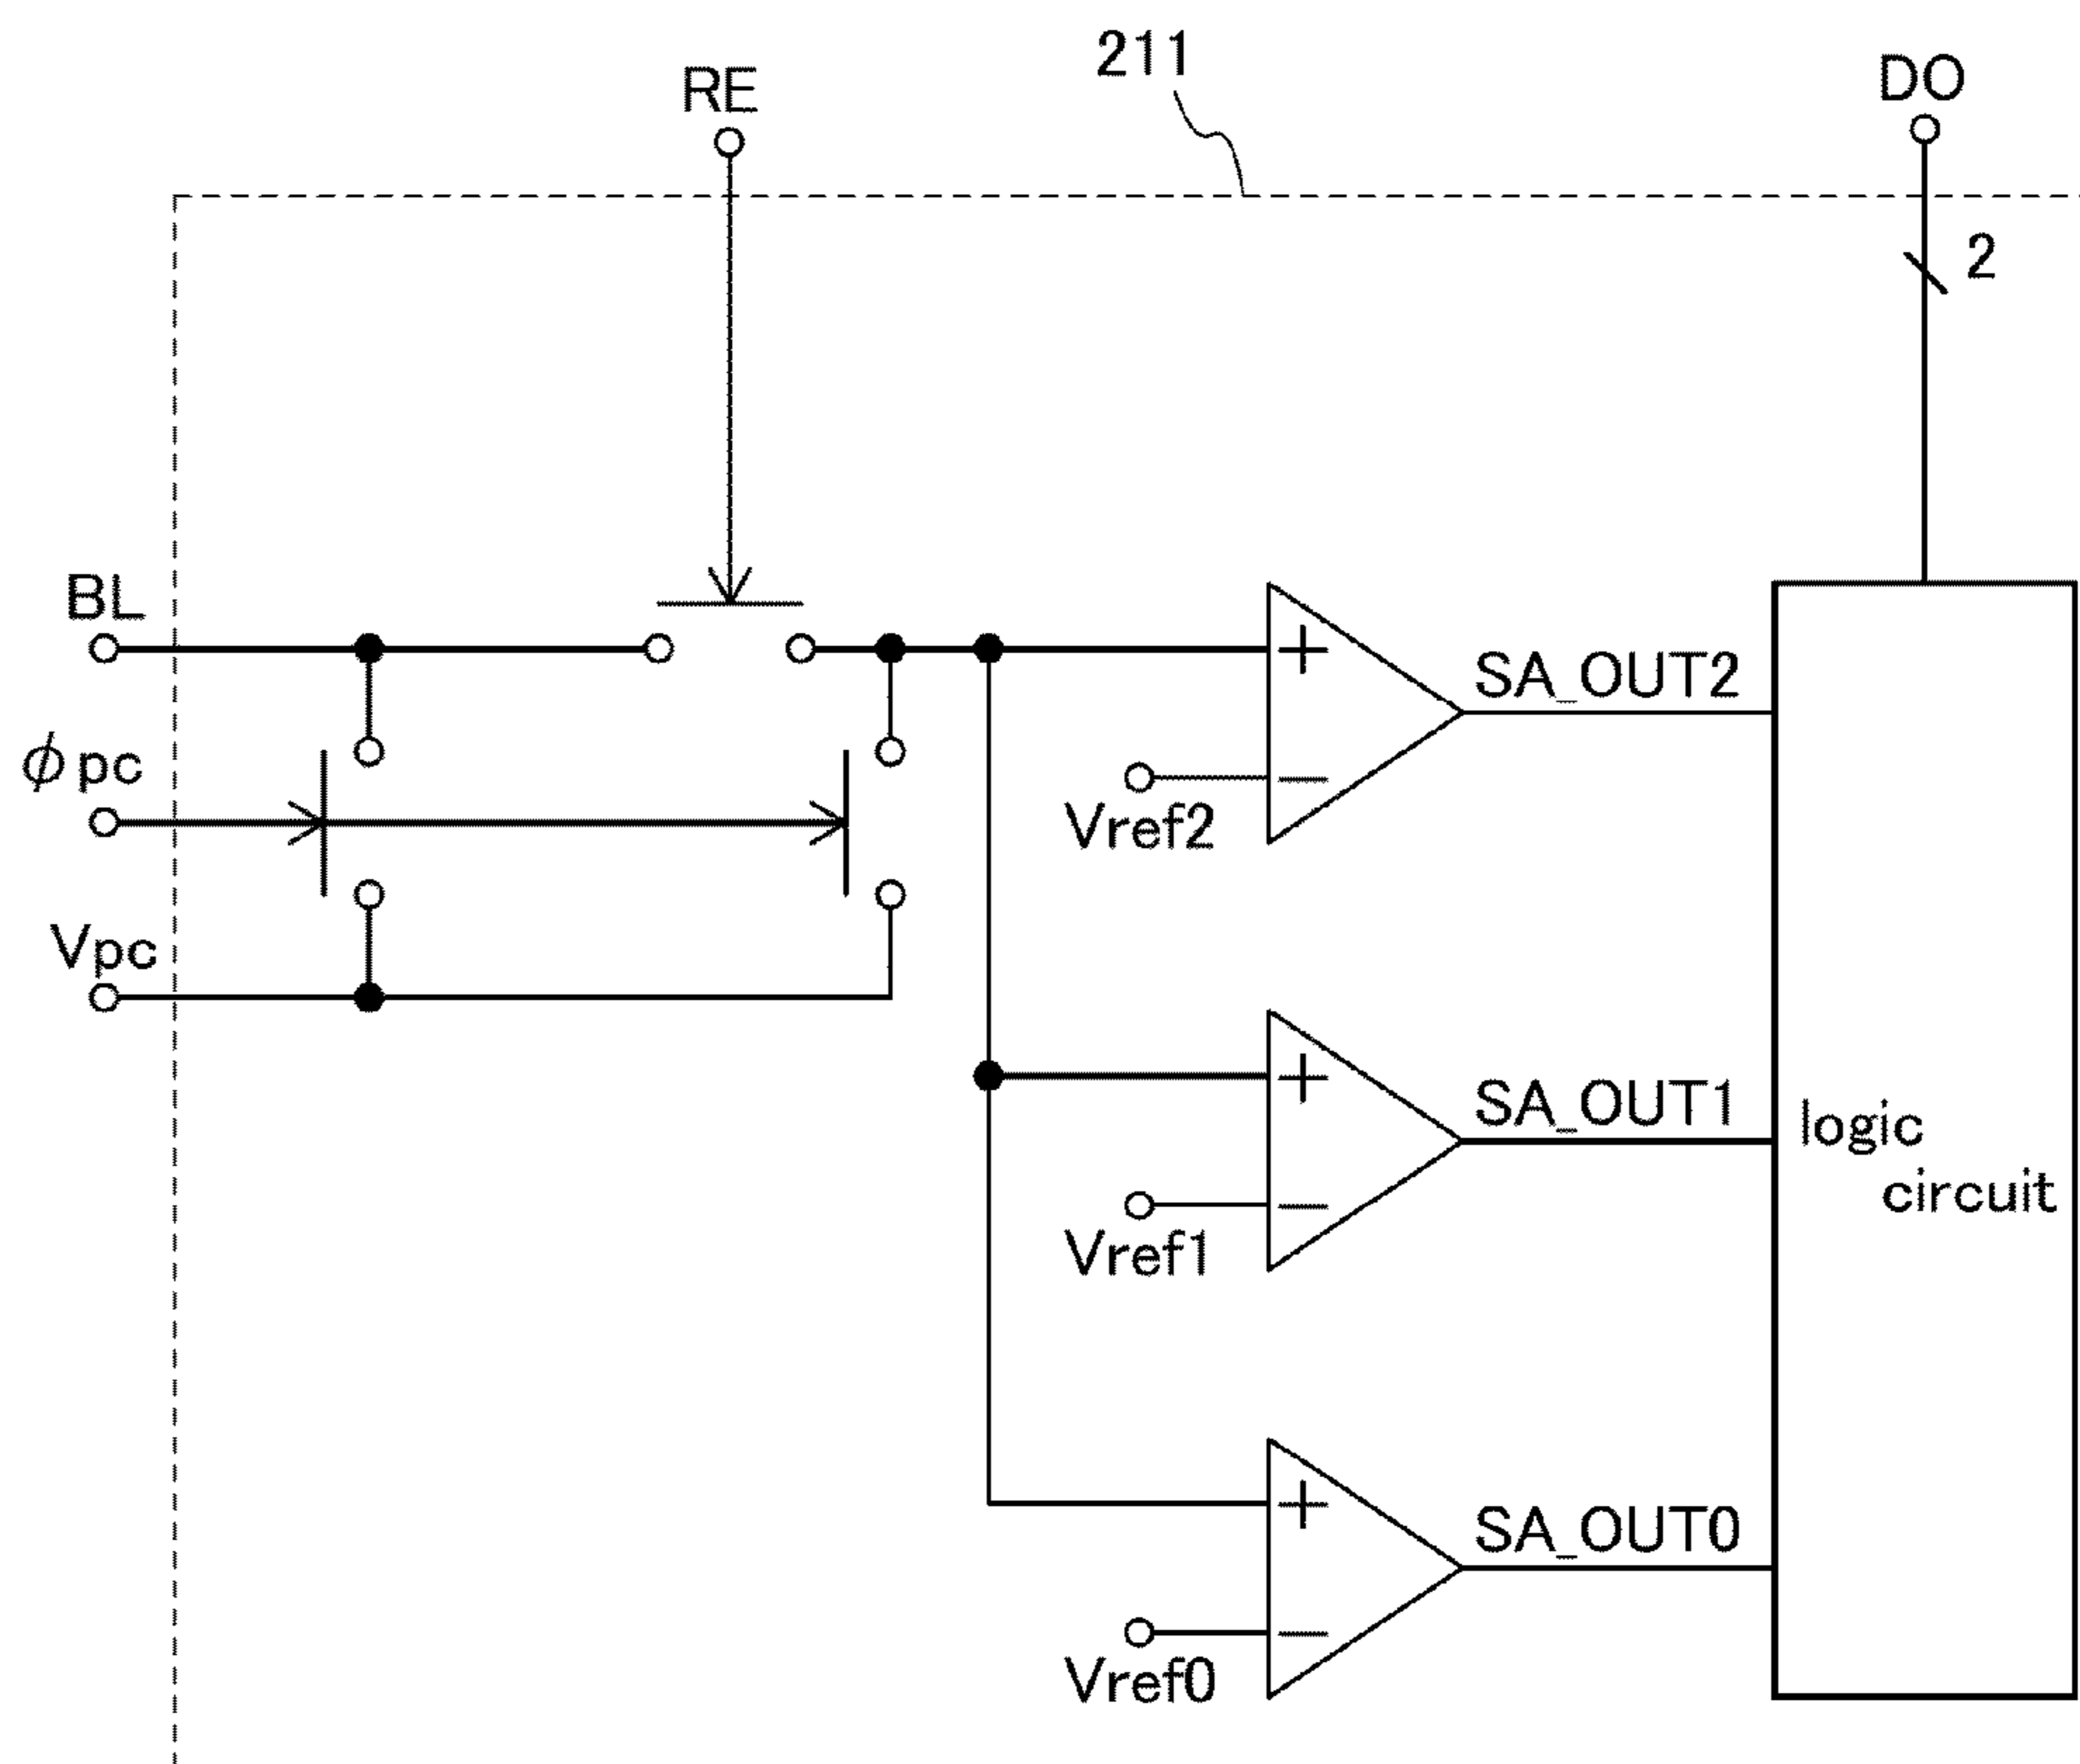 211
RE
DO
2
BL
SA_OUT2
ϕpc
Vref2
Vpc
SA_OUT1
logic
circuit
Vref1
SA_OUT0
Vref0